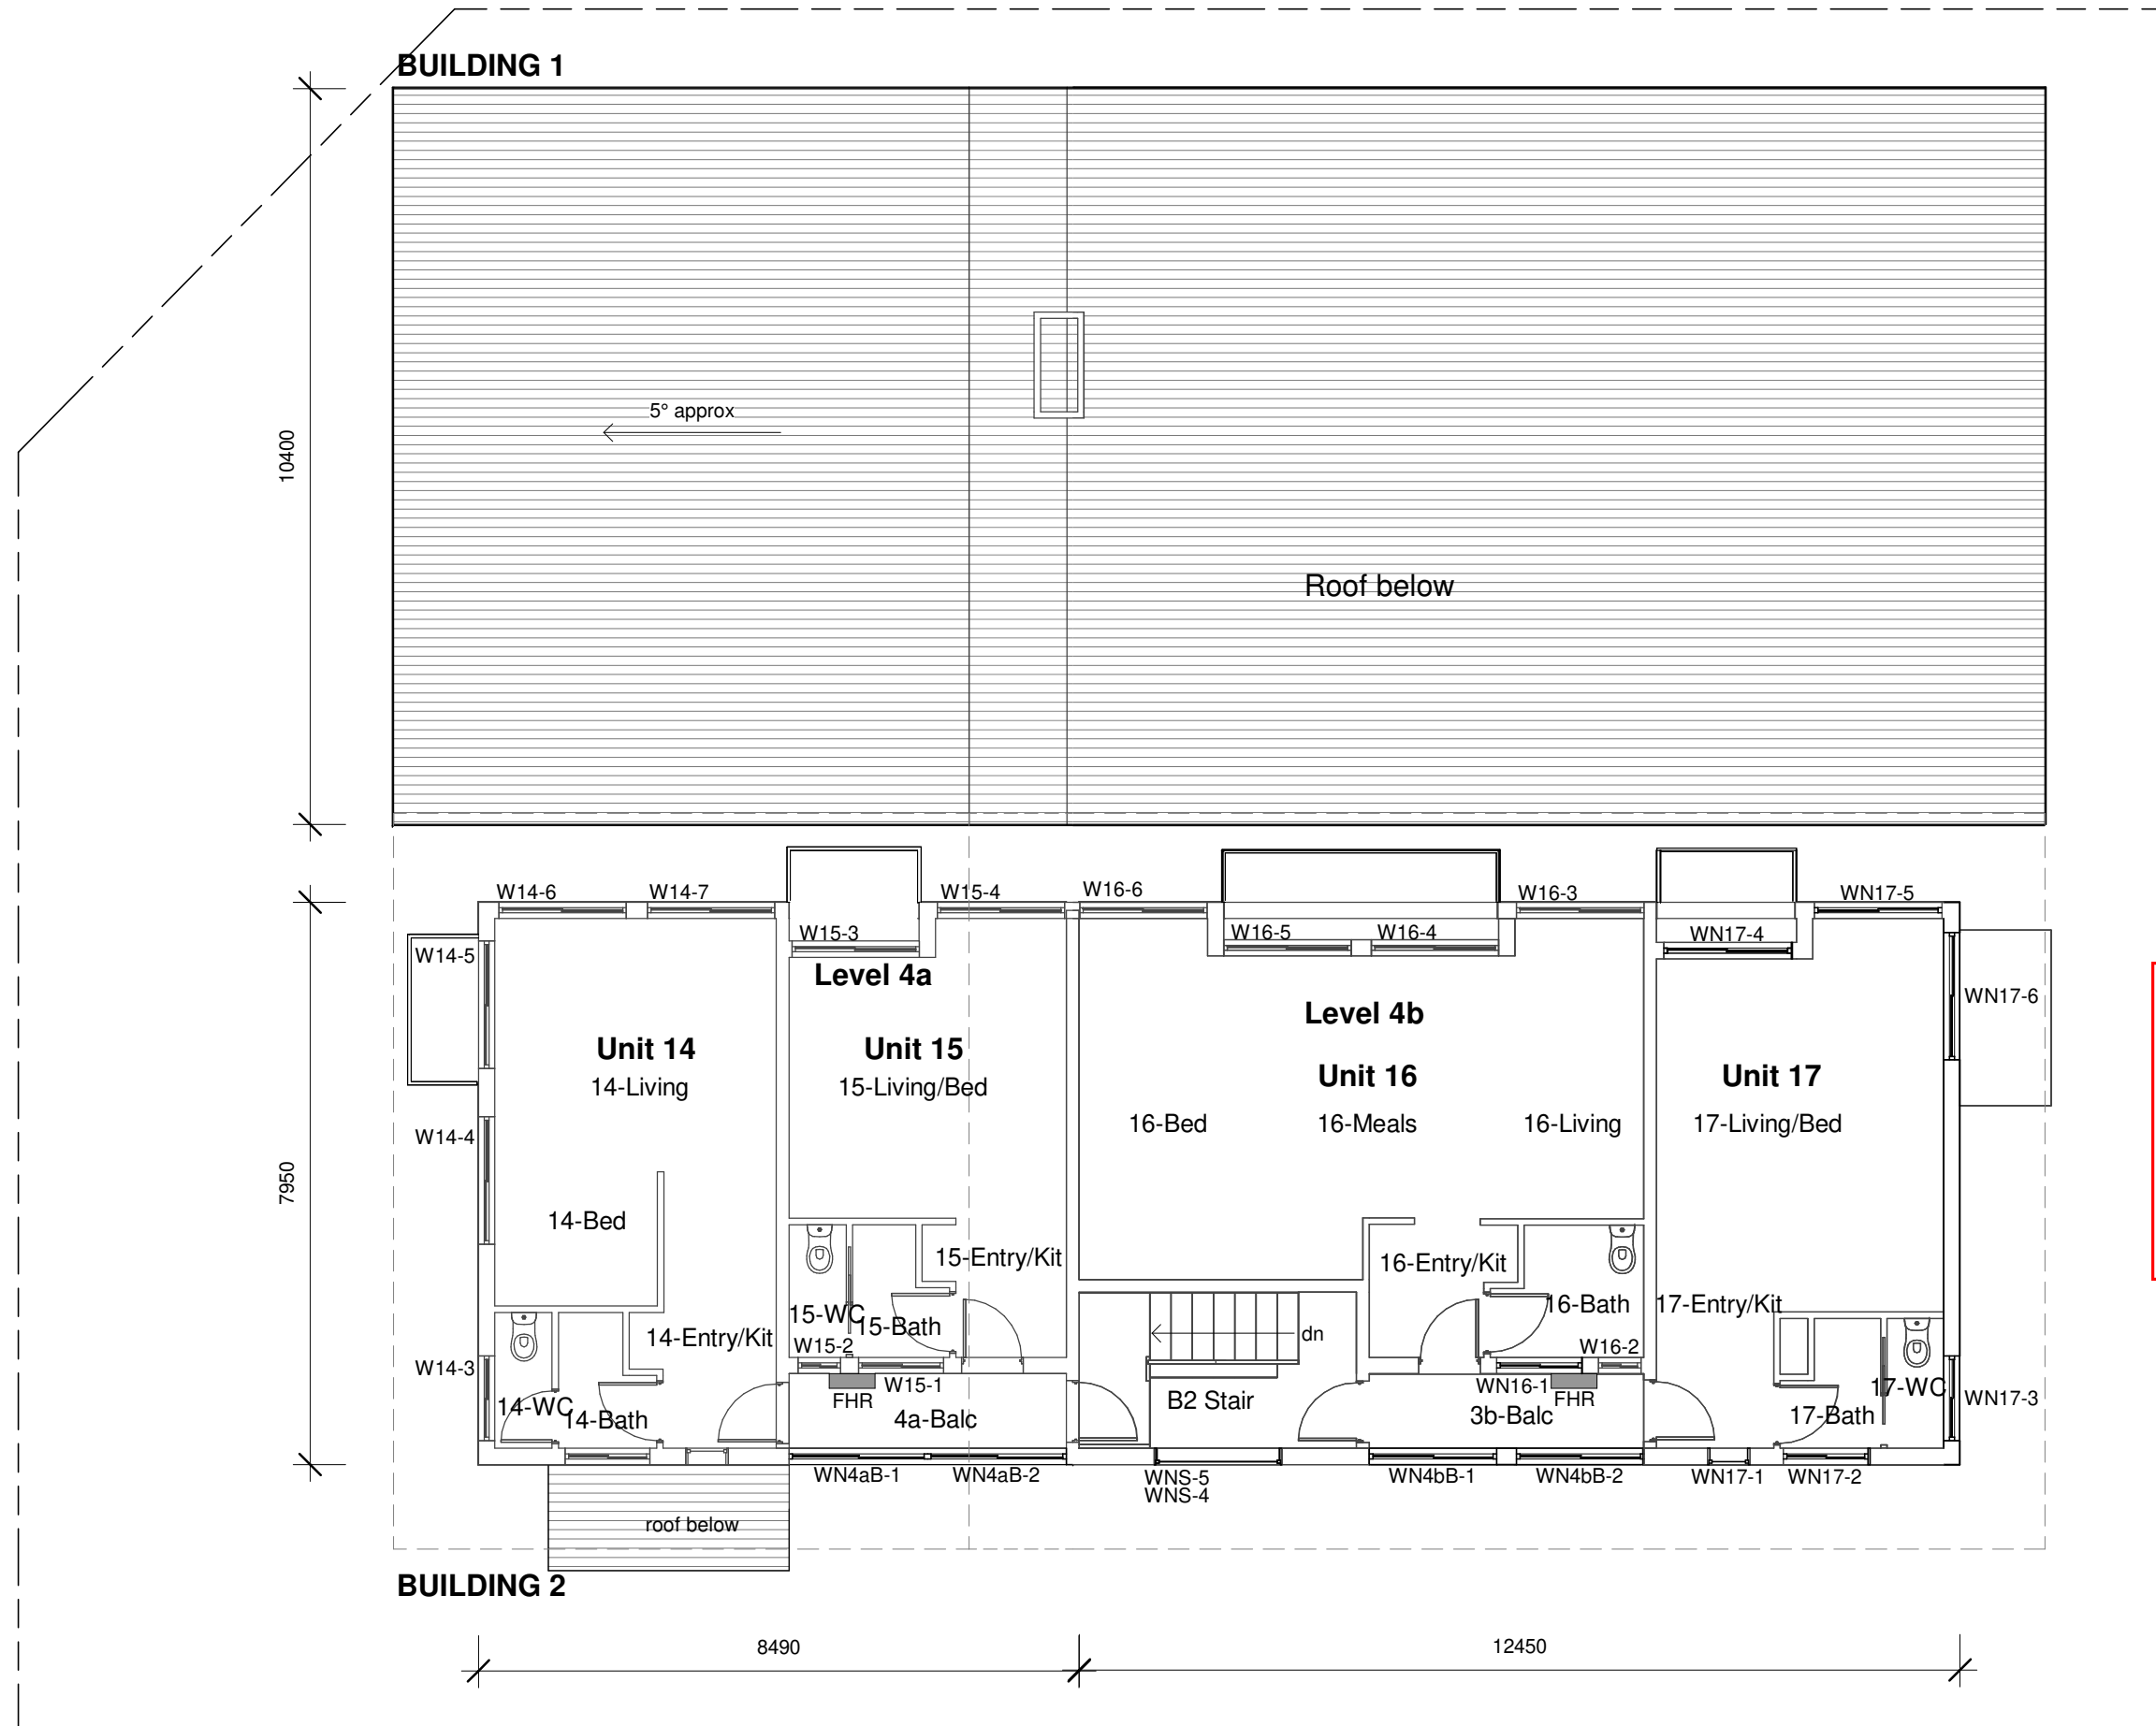 BUILDING 1
5° approx
10400
Roof below
W14-6
W14-7
W15-4
W16-6
W16-3
WN17-5
W14-5
W15-3
W16-5
W16-4
WN17-4
Level 4a
WN17-6
Level 4b
Unit 14
Unit 15
Unit 16
Unit 17
14-Living
15-Living/Bed
16-Bed
16-Meals
16-Living
17-Living/Bed
W14-4
7950
14-Bed
15-Entry/Kit
16-Entry/Kit
15-WC
15-Bath
16-Bath
17-Entry/Kit
14-Entry/Kit
dn
W15-2
W16-2
W14-3
W15-1
WN16-1
FHR
FHR
14-WC
14-Bath
4a-Balc
B2 Stair
3b-Balc
17-WC
17-Bath
WN17-3
WN4aB-1
WN4aB-2
WNS-5
WNS-4
WN4bB-1
WN4bB-2
WN17-1
WN17-2
roof below
BUILDING 2
8490
12450